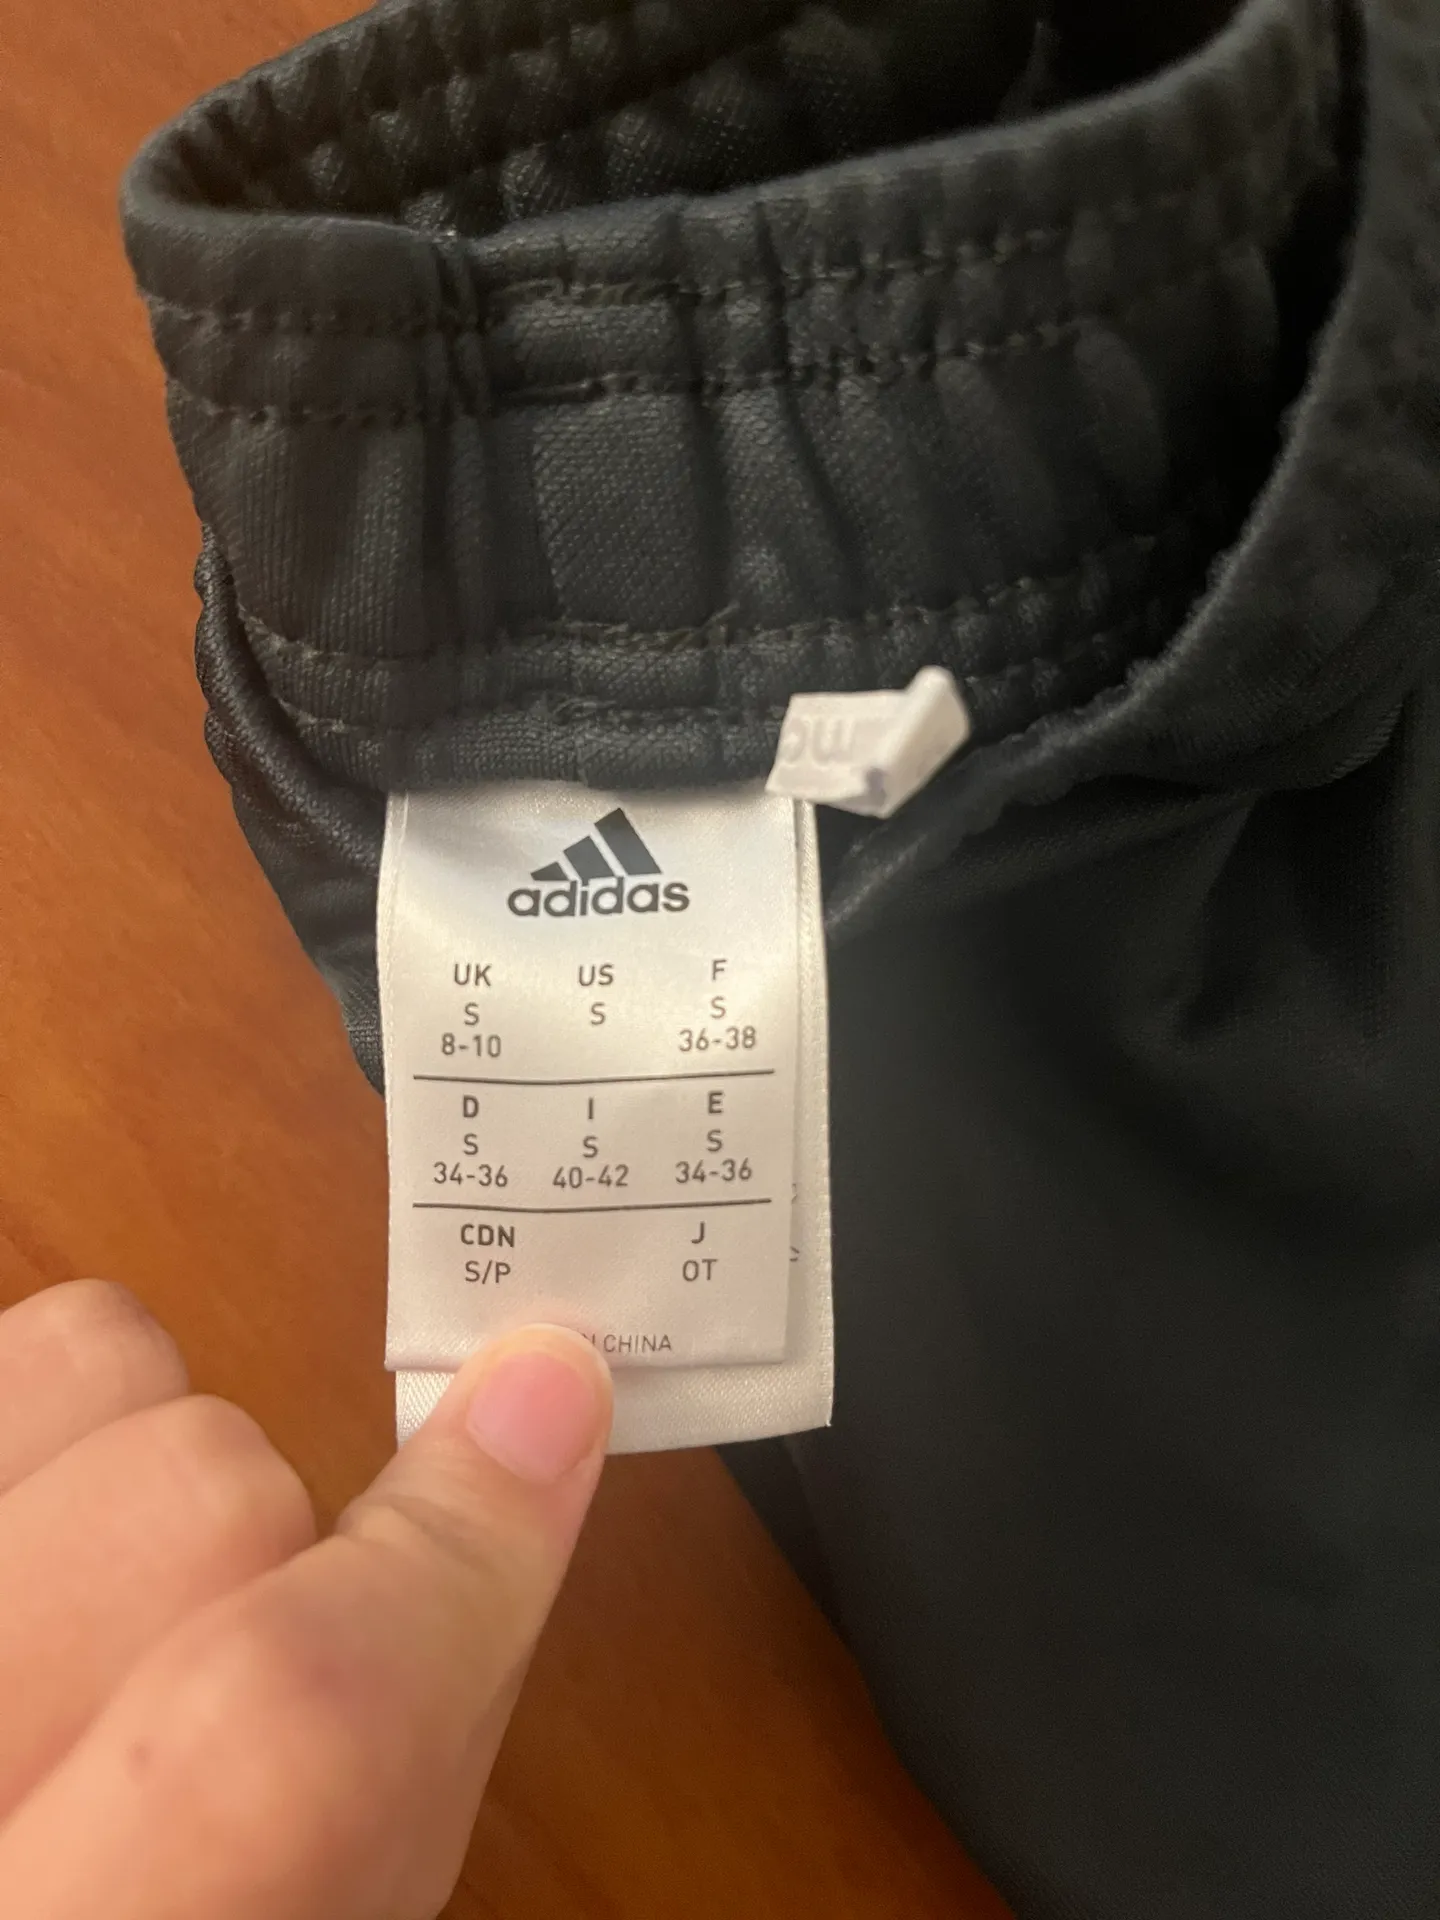 adidas
UK US F
S S S
8-10 36-38
D I E
S S S
34-36 40-42 34-36
CDN J
S/P OT
CHINA